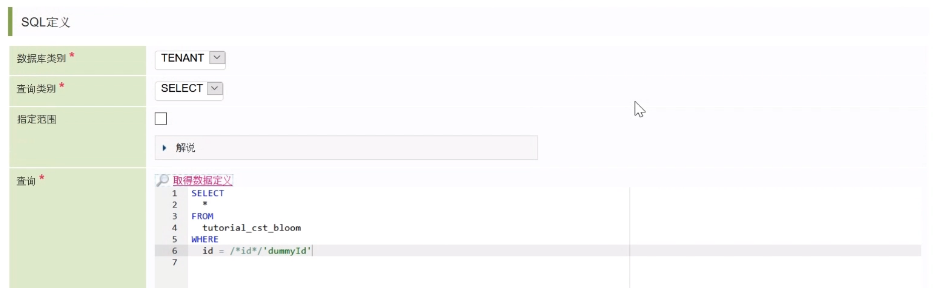 SQL定义
数据库类别 *
TENANT
查询类别 *
SELECT
指定范围
解说
查询 *
取得数据定义
1 SELECT
2 *
3 FROM
4 tutorial_cst_bloom
5 WHERE
6 id = /*id*/'dummyId'
7